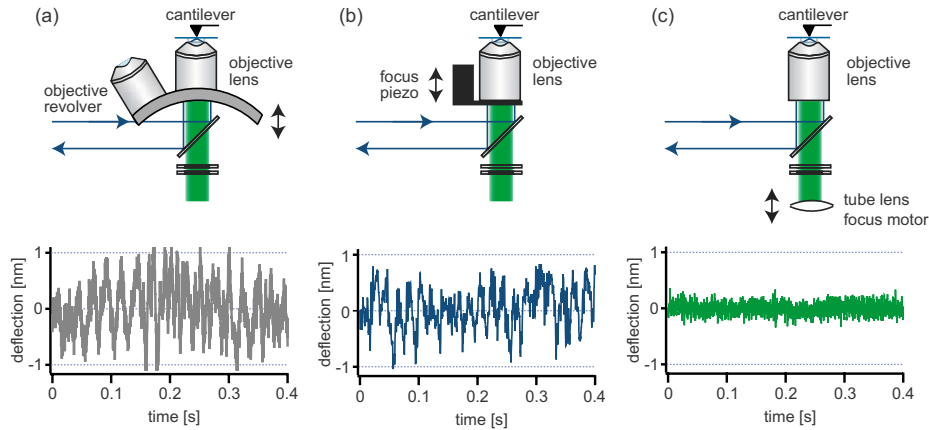 (a)
cantilever
objective
lens
objective
revolver
(b)
cantilever
focus
piezo
objective
lens
(c)
cantilever
objective
lens
tube lens
focus motor
deflection [nm]
1
0
-1
0
0.1
0.2
0.3
0.4
time [s]
deflection [nm]
1
0
-1
0
0.1
0.2
0.3
0.4
time [s]
deflection [nm]
1
0
-1
0
0.1
0.2
0.3
0.4
time [s]